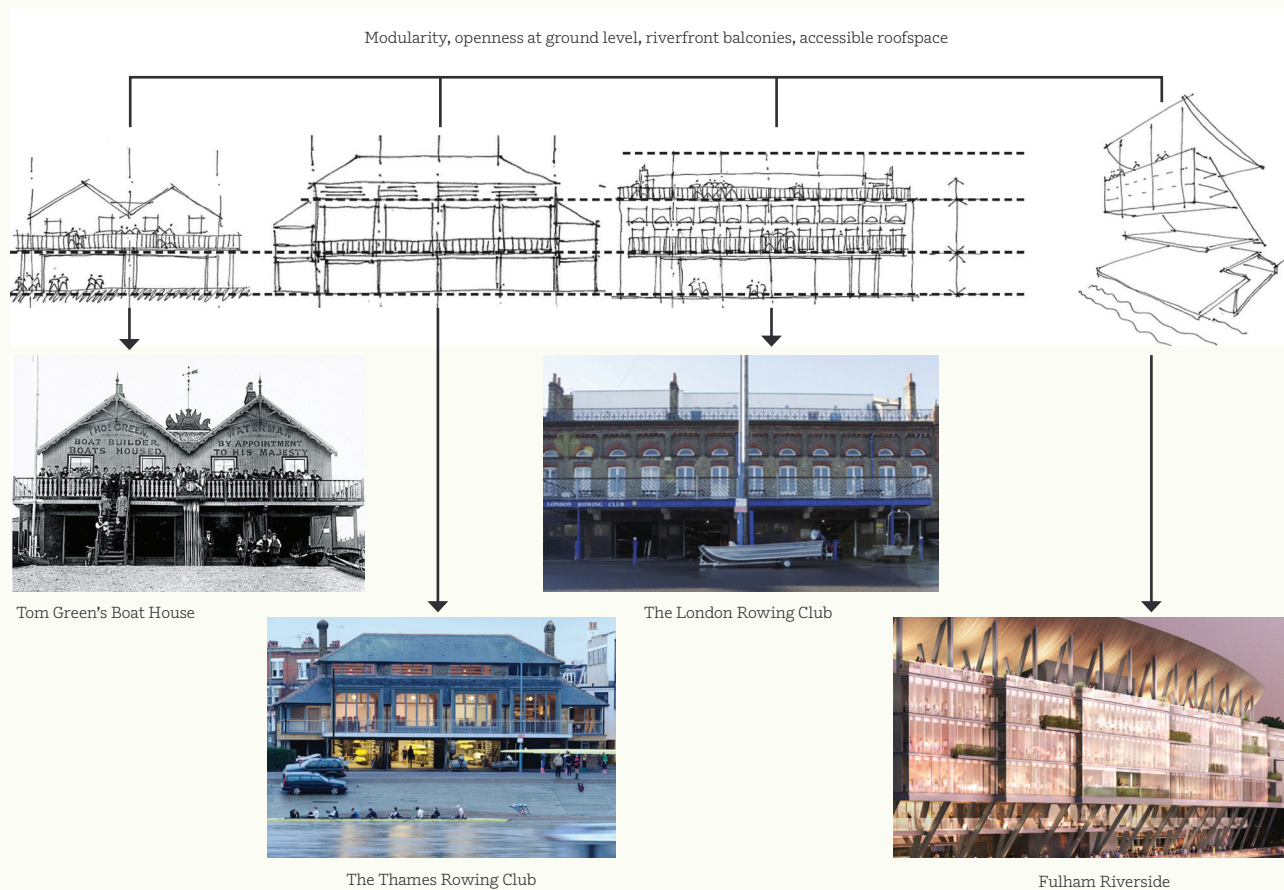 Modularity, openness at ground level, riverfront balconies, accessible roofspace
THOS GREEN
BOAT BUILDER
BOATS HOUSED.
WATERMAN
BY APPOINTMENT
TO HIS MAJESTY
LONDON ROWING CLUB
Tom Green's Boat House
The London Rowing Club
The Thames Rowing Club
Fulham Riverside